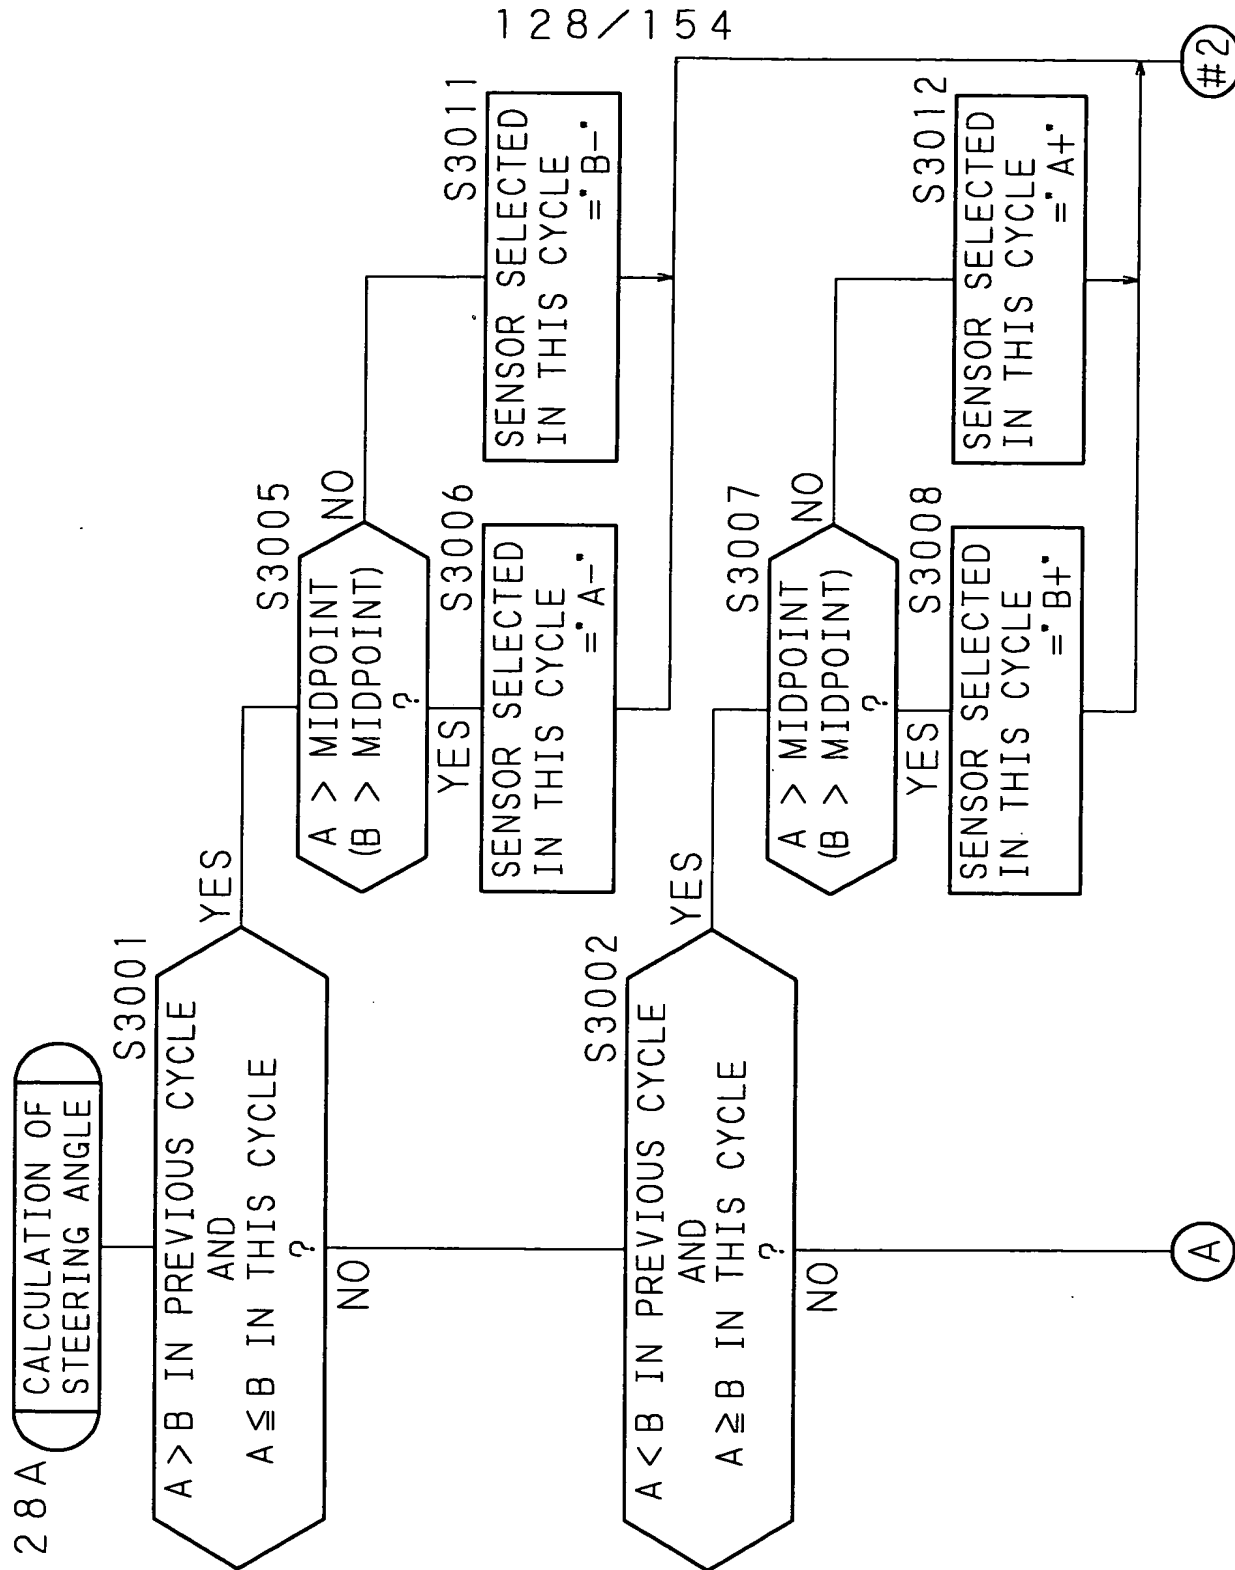 128/154
28A
CALCULATION OF
STEERING ANGLE
S3001
A>B IN PREVIOUS CYCLE
AND
A≦B IN THIS CYCLE
?
YES
NO
S3005
A > MIDPOINT
(B > MIDPOINT)
?
NO
YES
S3006
SENSOR SELECTED
IN THIS CYCLE
="A-"
S3011
SENSOR SELECTED
IN THIS CYCLE
="B-"
S3002
A<B IN PREVIOUS CYCLE
AND
A≧B IN THIS CYCLE
?
YES
NO
S3007
A > MIDPOINT
(B > MIDPOINT)
?
NO
YES
S3008
SENSOR SELECTED
IN THIS CYCLE
="B+"
S3012
SENSOR SELECTED
IN THIS CYCLE
="A+"
A
#2